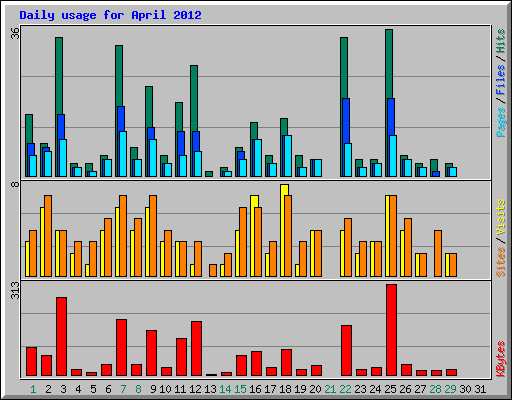 Daily usage for April 2012
36
Pages/Files/Hits
8
Sites/Visits
313
KBytes
1 2 3 4 5 6 7 8 9 10 11 12 13 14 15 16 17 18 19 20 21 22 23 24 25 26 27 28 29 30 31